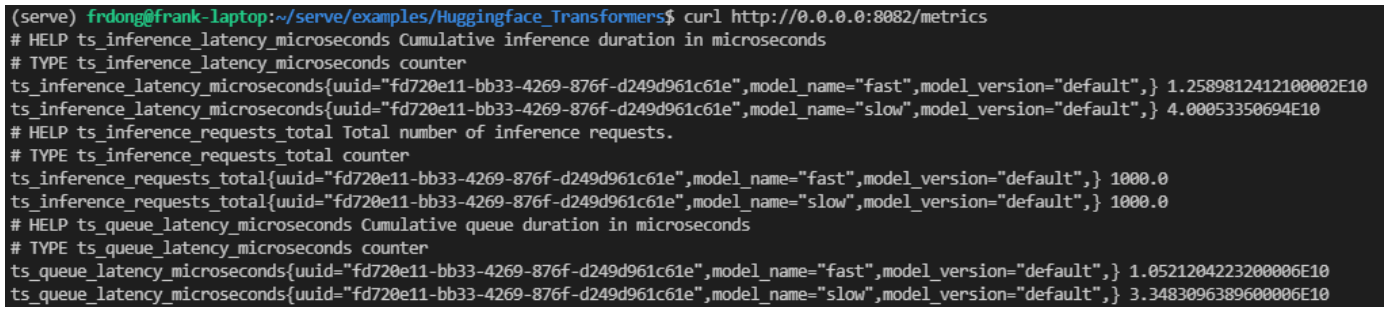 (serve) frdong@frank-laptop:~/serve/examples/Huggingface_Transformers$ curl http://0.0.0.0:8082/metrics
# HELP ts_inference_latency_microseconds Cumulative inference duration in microseconds
# TYPE ts_inference_latency_microseconds counter
ts_inference_latency_microseconds{uuid="fd720e11-bb33-4269-876f-d249d961c61e",model_name="fast",model_version="default",} 1.2589812412100002E10
ts_inference_latency_microseconds{uuid="fd720e11-bb33-4269-876f-d249d961c61e",model_name="slow",model_version="default",} 4.00053350694E10
# HELP ts_inference_requests_total Total number of inference requests.
# TYPE ts_inference_requests_total counter
ts_inference_requests_total{uuid="fd720e11-bb33-4269-876f-d249d961c61e",model_name="fast",model_version="default",} 1000.0
ts_inference_requests_total{uuid="fd720e11-bb33-4269-876f-d249d961c61e",model_name="slow",model_version="default",} 1000.0
# HELP ts_queue_latency_microseconds Cumulative queue duration in microseconds
# TYPE ts_queue_latency_microseconds counter
ts_queue_latency_microseconds{uuid="fd720e11-bb33-4269-876f-d249d961c61e",model_name="fast",model_version="default",} 1.0521204223200006E10
ts_queue_latency_microseconds{uuid="fd720e11-bb33-4269-876f-d249d961c61e",model_name="slow",model_version="default",} 3.3483096389600006E10